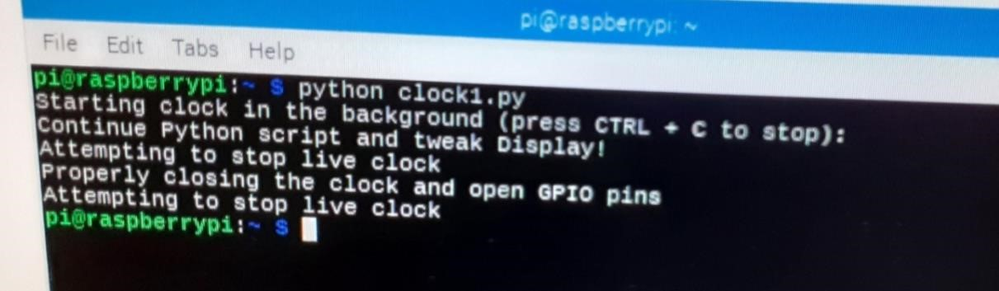 pi@raspberrypi: ~
File Edit Tabs Help
pi@raspberrypi:~ $ python clock1.py
Starting clock in the background (press CTRL + C to stop):
Continue Python script and tweak Display!
Attempting to stop live clock
Properly closing the clock and open GPIO pins
Attempting to stop live clock
pi@raspberrypi:~ $